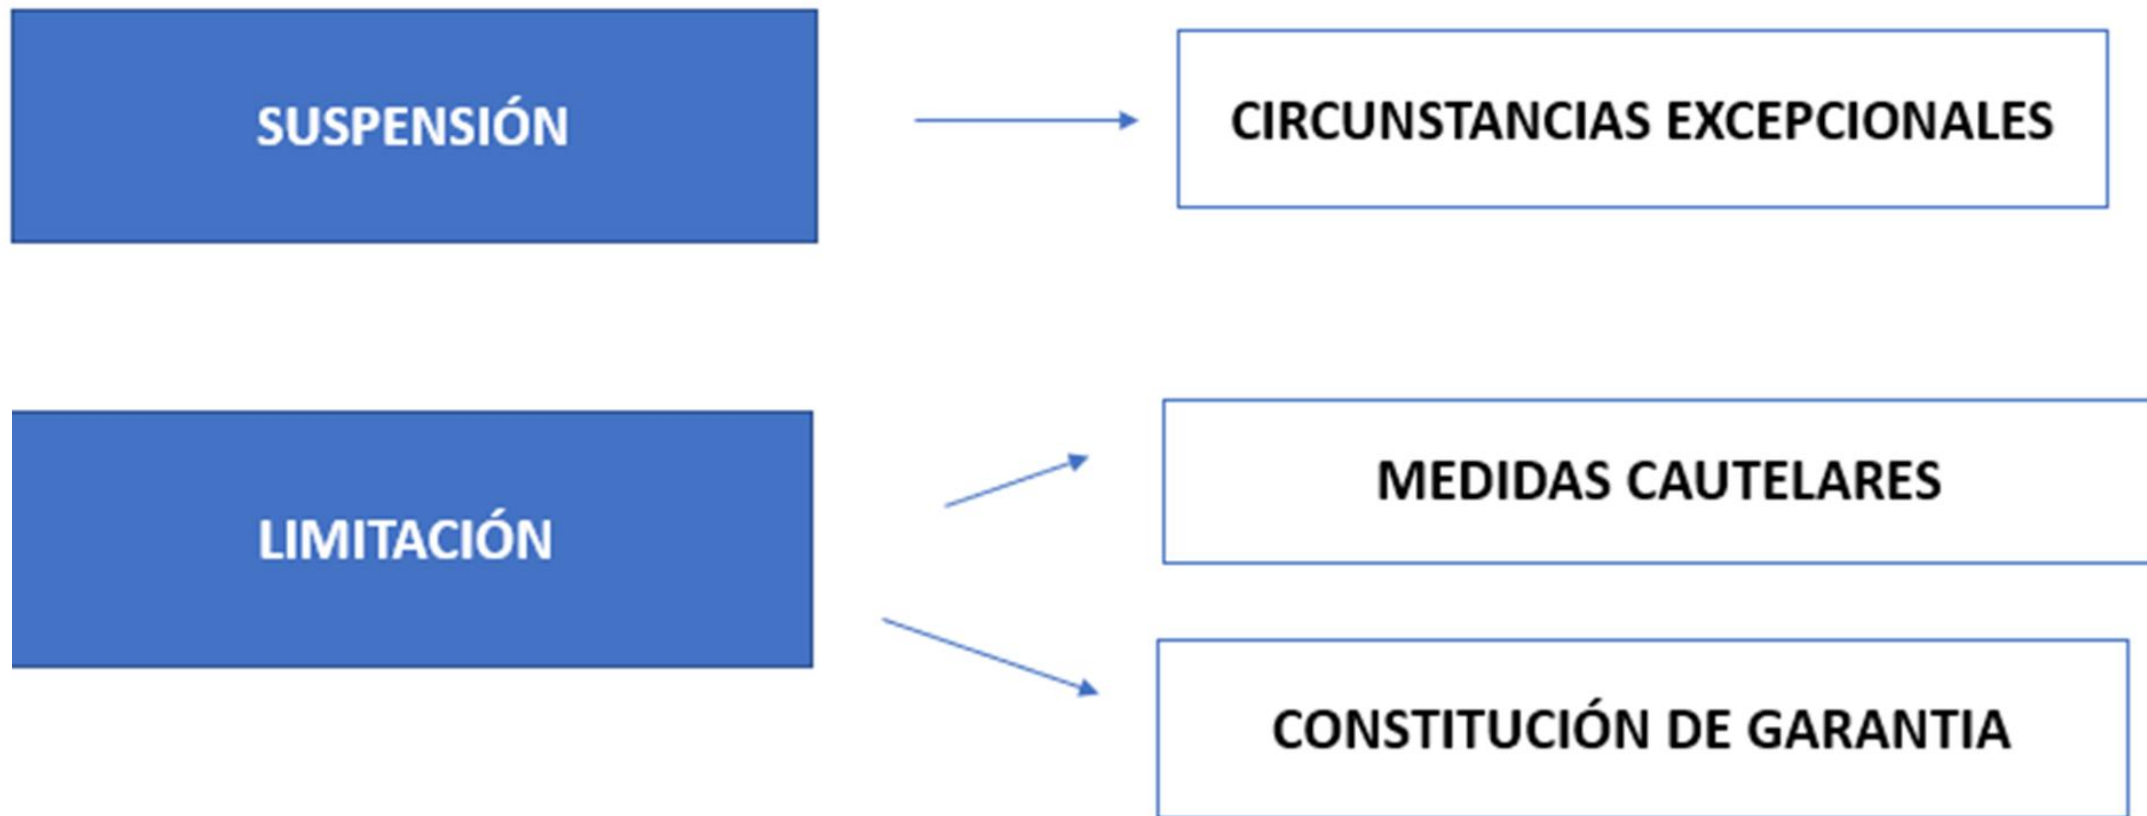 SUSPENSIÓN
CIRCUNSTANCIAS EXCEPCIONALES
LIMITACIÓN
MEDIDAS CAUTELARES
CONSTITUCIÓN DE GARANTIA